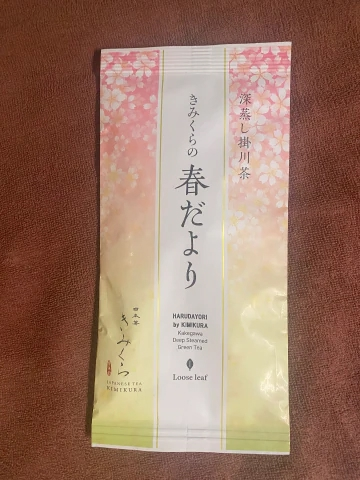 深蒸し掛川茶
きみくらの
春だより
HARUDAYORI
by KIMIKURA
Kakegawa
Deep Steamed
Green Tea
Loose leaf
日本茶
きみくら
JAPANESE TEA
KIMIKURA